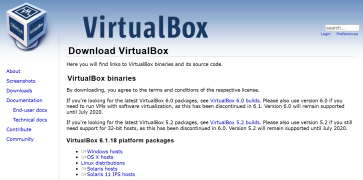 VirtualBox
search...
Login Preferences
Download VirtualBox
Here you will find links to VirtualBox binaries and its source code.
VirtualBox binaries
By downloading, you agree to the terms and conditions of the respective license.
If you're looking for the latest VirtualBox 6.0 packages, see VirtualBox 6.0 builds. Please also use version 6.0 if you
need to run VMs with software virtualization, as this has been discontinued in 6.1. Version 6.0 will remain supported
until July 2020.
If you're looking for the latest VirtualBox 5.2 packages, see VirtualBox 5.2 builds. Please also use version 5.2 if you still
need support for 32-bit hosts, as this has been discontinued in 6.0. Version 5.2 will remain supported until July 2020.
VirtualBox 6.1.18 platform packages
Windows hosts
OS X hosts
Linux distributions
Solaris hosts
Solaris 11 IPS hosts
About
Screenshots
Downloads
Documentation
End-user docs
Technical docs
Contribute
Community